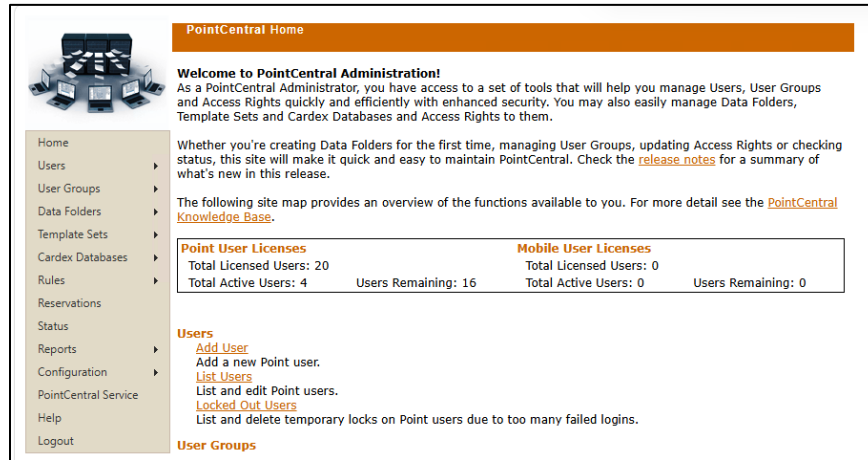 PointCentral Home
Welcome to PointCentral Administration!
As a PointCentral Administrator, you have access to a set of tools that will help you manage Users, User Groups
and Access Rights quickly and efficiently with enhanced security. You may also easily manage Data Folders,
Template Sets and Cardex Databases and Access Rights to them.
Whether you're creating Data Folders for the first time, managing User Groups, updating Access Rights or checking
status, this site will make it quick and easy to maintain PointCentral. Check the release notes for a summary of
what's new in this release.
The following site map provides an overview of the functions available to you. For more detail see the PointCentral
Knowledge Base.
Home
Users
User Groups
Data Folders
Template Sets
Cardex Databases
Rules
Reservations
Status
Reports
Configuration
PointCentral Service
Help
Logout
Point User Licenses
Total Licensed Users: 20
Total Active Users: 4 Users Remaining: 16
Mobile User Licenses
Total Licensed Users: 0
Total Active Users: 0 Users Remaining: 0
Users
Add User
Add a new Point user.
List Users
List and edit Point users.
Locked Out Users
List and delete temporary locks on Point users due to too many failed logins.
User Groups